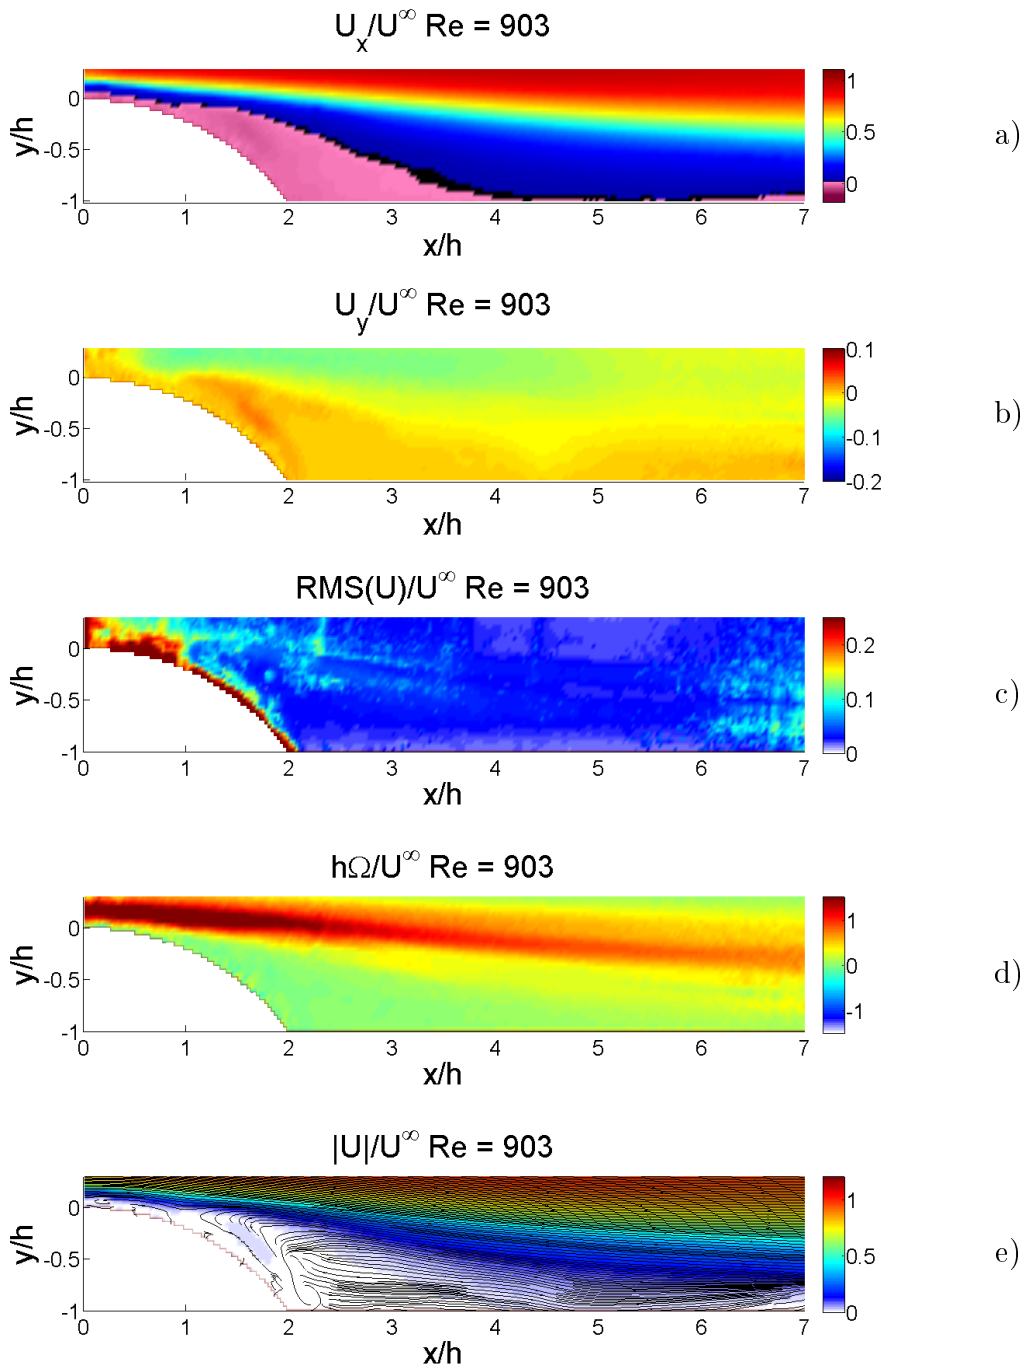 U_x/U^∞ Re = 903
y/h
0
-0.5
-1
0 1 2 3 4 5 6 7
x/h
1
0.5
0
a)
U_y/U^∞ Re = 903
y/h
0
-0.5
-1
0 1 2 3 4 5 6 7
x/h
0.1
0
-0.1
-0.2
b)
RMS(U)/U^∞ Re = 903
y/h
0
-0.5
-1
0 1 2 3 4 5 6 7
x/h
0.2
0.1
0
c)
hΩ/U^∞ Re = 903
y/h
0
-0.5
-1
0 1 2 3 4 5 6 7
x/h
1
0
-1
d)
|U|/U^∞ Re = 903
y/h
0
-0.5
-1
0 1 2 3 4 5 6 7
x/h
1
0.5
0
e)